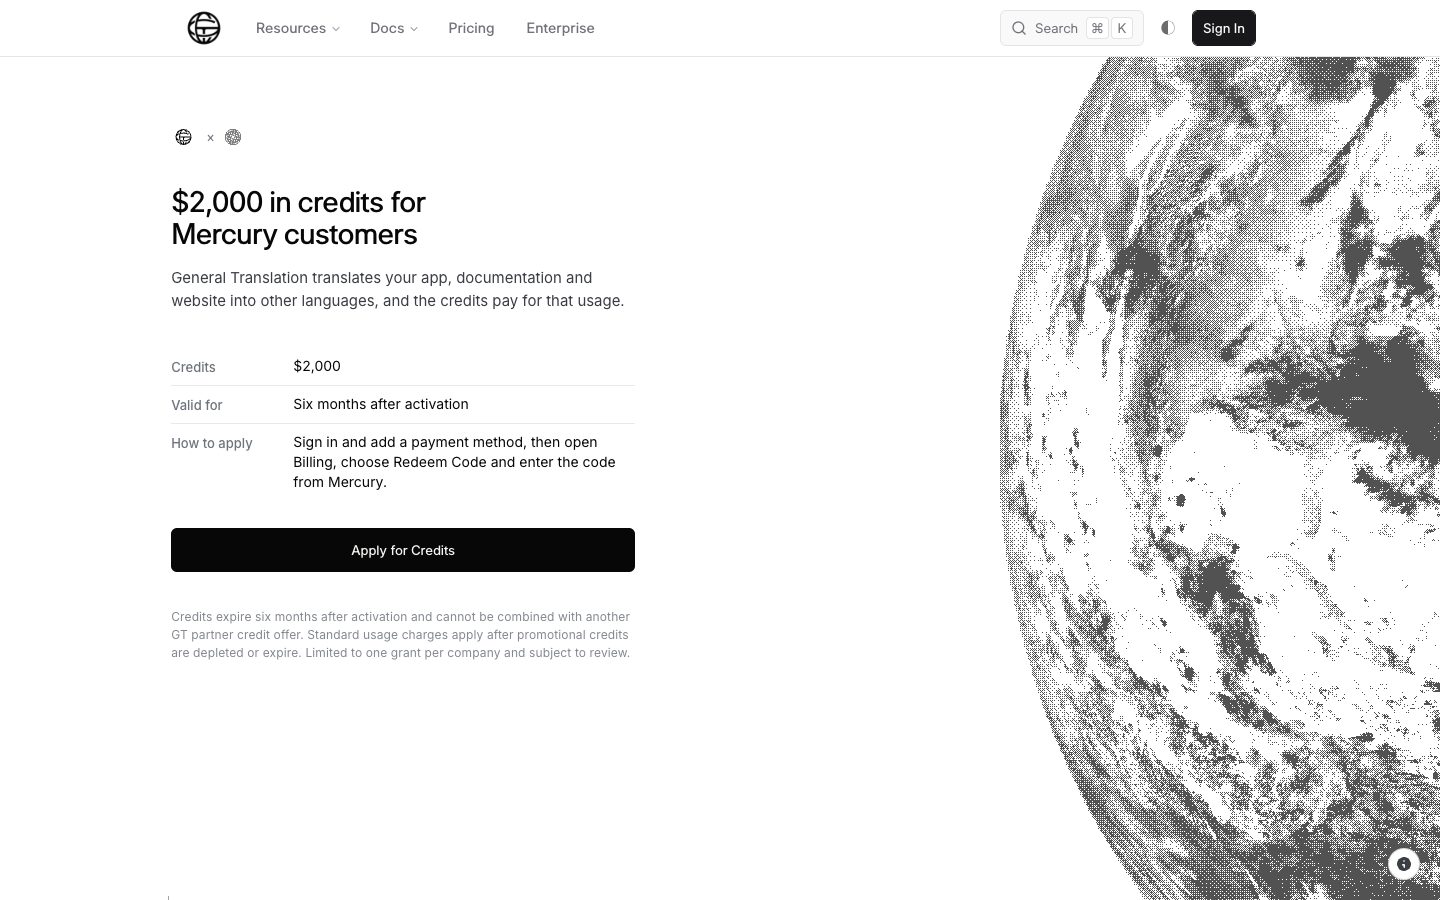 Resources
Docs
Pricing
Enterprise
Search ⌘ K
Sign In
x
$2,000 in credits for
Mercury customers
General Translation translates your app, documentation and
website into other languages, and the credits pay for that usage.
Credits
$2,000
Valid for
Six months after activation
How to apply
Sign in and add a payment method, then open
Billing, choose Redeem Code and enter the code
from Mercury.
Apply for Credits
Credits expire six months after activation and cannot be combined with another
GT partner credit offer. Standard usage charges apply after promotional credits
are depleted or expire. Limited to one grant per company and subject to review.